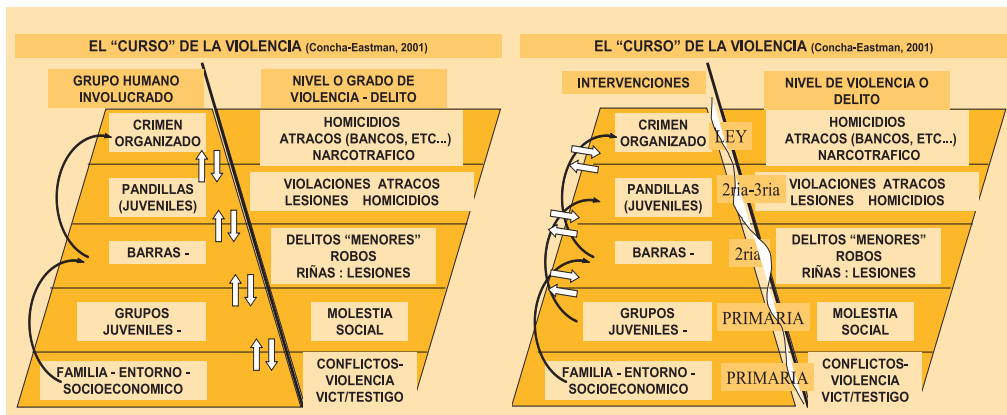 EL “CURSO” DE LA VIOLENCIA (Concha-Eastman, 2001)
GRUPO HUMANO
INVOLUCRADO
NIVEL O GRADO DE
VIOLENCIA - DELITO
CRIMEN
ORGANIZADO
HOMICIDIOS
ATRACOS (BANCOS, ETC...)
NARCOTRAFICO
PANDILLAS
(JUVENILES)
VIOLACIONES ATRACOS
LESIONES HOMICIDIOS
BARRAS -
DELITOS “MENORES”
ROBOS
RIÑAS : LESIONES
GRUPOS
JUVENILES -
MOLESTIA
SOCIAL
FAMILIA - ENTORNO -
SOCIOECONOMICO
CONFLICTOS-
VIOLENCIA
VICT/TESTIGO
EL “CURSO” DE LA VIOLENCIA (Concha-Eastman, 2001)
INTERVENCIONES
NIVEL DE VIOLENCIA O
DELITO
CRIMEN
ORGANIZADO
LEY
HOMICIDIOS
ATRACOS (BANCOS, ETC...)
NARCOTRAFICO
PANDILLAS
(JUVENILES)
2ria-3ria
VIOLACIONES ATRACOS
LESIONES HOMICIDIOS
BARRAS -
2ria
DELITOS “MENORES”
ROBOS
RIÑAS : LESIONES
GRUPOS
JUVENILES -
PRIMARIA
MOLESTIA
SOCIAL
FAMILIA - ENTORNO -
SOCIOECONOMICO
PRIMARIA
CONFLICTOS-
VIOLENCIA
VICT/TESTIGO